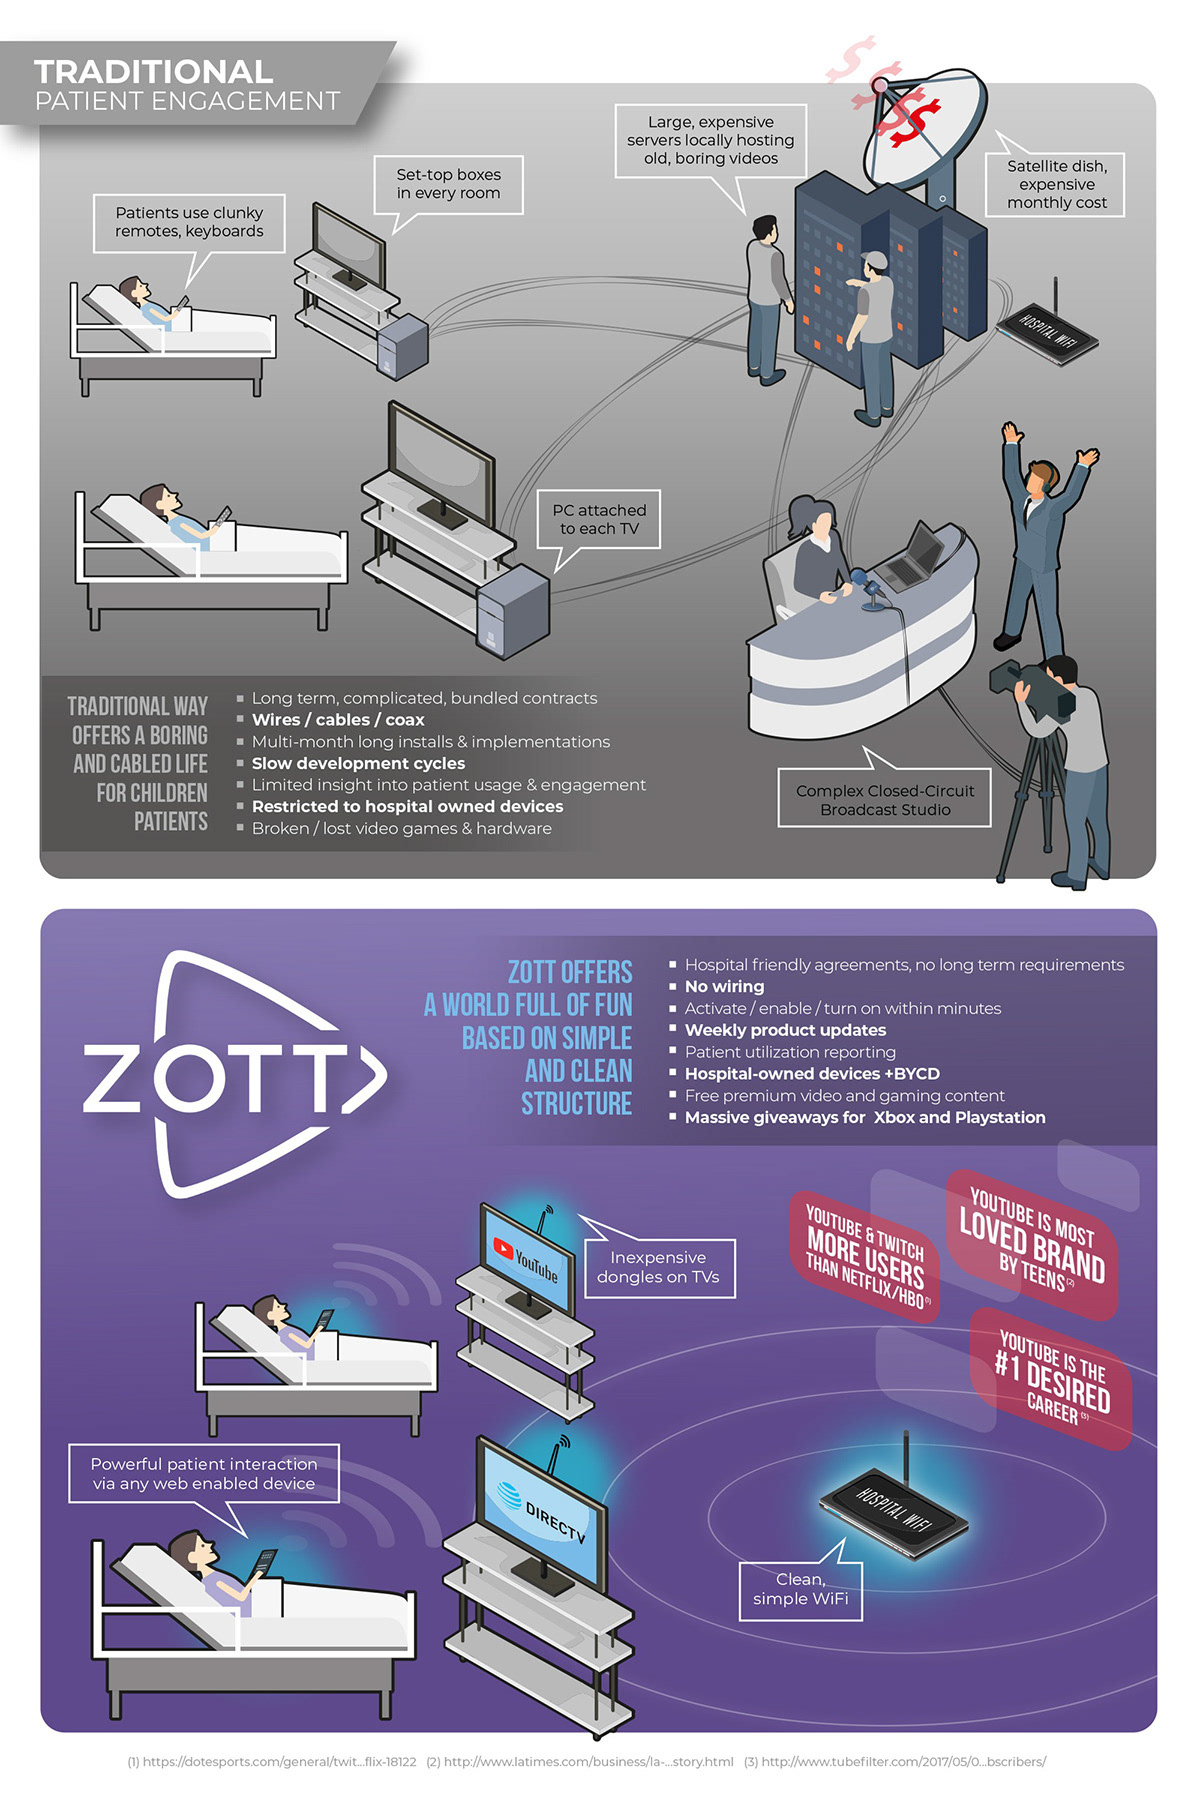 TRADITIONAL
PATIENT ENGAGEMENT
Large, expensive
servers locally hosting
old, boring videos
Set-top boxes
in every room
Satellite dish,
expensive
monthly cost
Patients use clunky
remotes, keyboards
HOSPITAL WIFI
PC attached
to each TV
TRADITIONAL WAY
OFFERS A BORING
AND CABLED LIFE
FOR CHILDREN
PATIENTS
Long term, complicated, bundled contracts
Wires / cables / coax
Multi-month long installs & implementations
Slow development cycles
Limited insight into patient usage & engagement
Restricted to hospital owned devices
Broken / lost video games & hardware
Complex Closed-Circuit
Broadcast Studio
ZOTT
ZOTT OFFERS
A WORLD FULL OF FUN
BASED ON SIMPLE
AND CLEAN
STRUCTURE
Hospital friendly agreements, no long term requirements
No wiring
Activate / enable / turn on within minutes
Weekly product updates
Patient utilization reporting
Hospital-owned devices +BYCD
Free premium video and gaming content
Massive giveaways for Xbox and Playstation
YOUTUBE & TWITCH
MORE USERS
THAN NETFLIX/HBO(1)
YOUTUBE IS MOST
LOVED BRAND
BY TEENS(2)
YOUTUBE IS THE
#1 DESIRED
CAREER(3)
YouTube
Inexpensive
dongles on TVs
Powerful patient interaction
via any web enabled device
DIRECTV
HOSPITAL WIFI
Clean,
simple WiFi
(1) https://dotesports.com/general/twit...flix-18122 (2) http://www.latimes.com/business/la-...story.html (3) http://www.tubefilter.com/2017/05/0...bscribers/